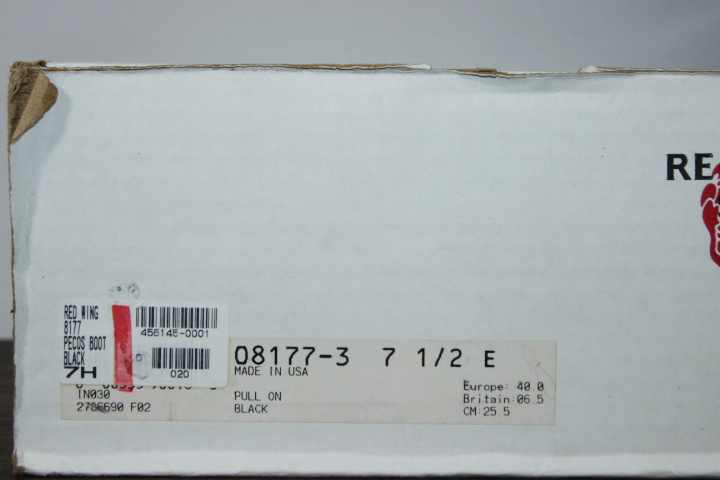 RE
RED WING
8177
PECOS BOOT
BLACK
7H
456145-0001
020
08177-3 7 1/2 E
MADE IN USA
PULL ON
BLACK
IN030
2786690 F02
Europe: 40.0
Britain:06.5
CM:25.5